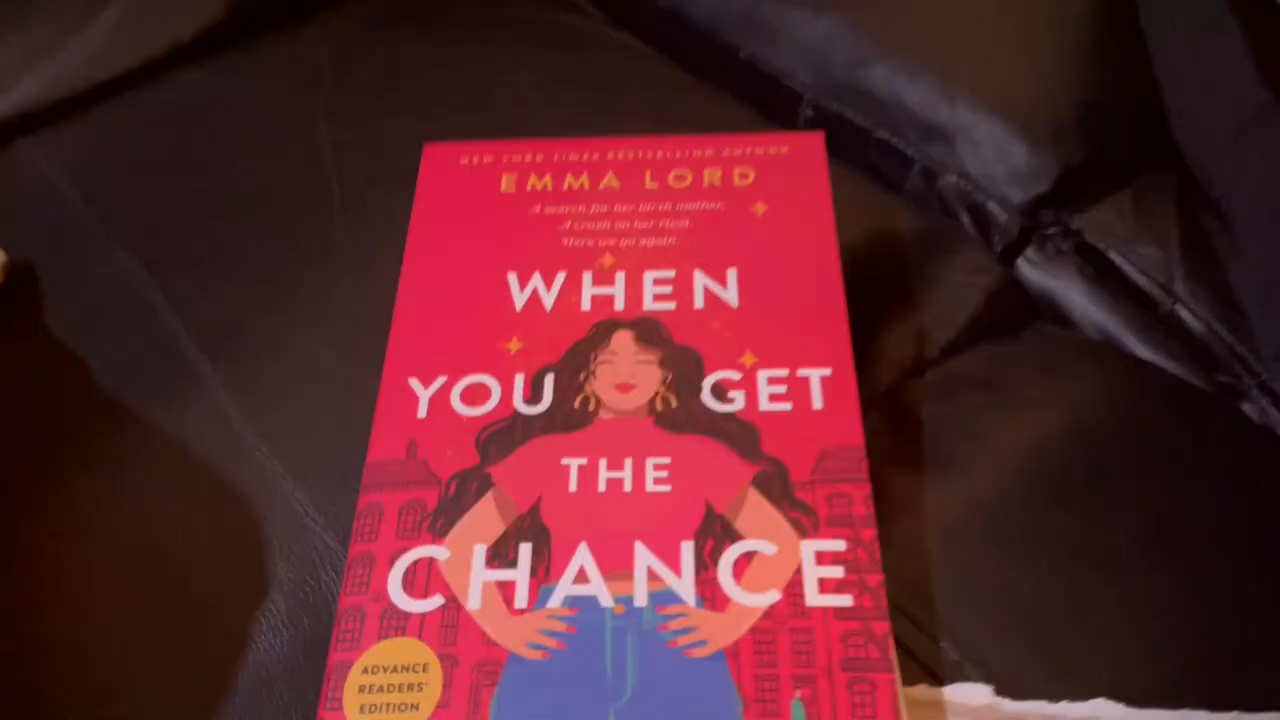 NEW YORK TIMES BESTSELLING AUTHOR
EMMA LORD
A search for her birth mother.
A crush on her rival.
Here we go again.
WHEN
YOU GET
THE
CHANCE
ADVANCE
READERS'
EDITION